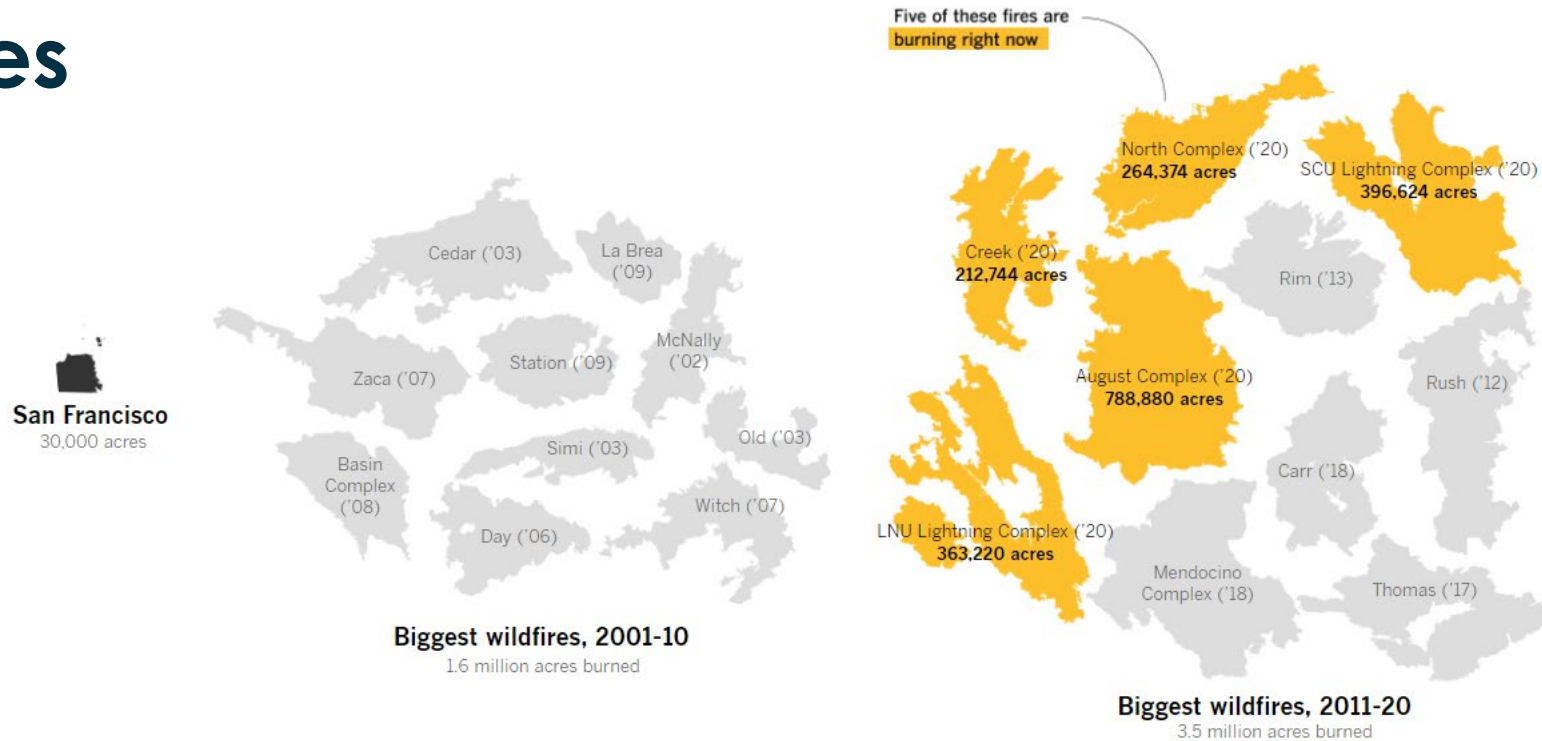 es
San Francisco
30,000 acres
Cedar ('03)
La Brea
('09)
McNally
('02)
Zaca ('07)
Station ('09)
Simi ('03)
Old ('03)
Basin
Complex
('08)
Day ('06)
Witch ('07)
Biggest wildfires, 2001-10
1.6 million acres burned
Five of these fires are
burning right now
North Complex ('20)
264,374 acres
SCU Lightning Complex ('20)
396,624 acres
Creek ('20)
212,744 acres
Rim ('13)
August Complex ('20)
788,880 acres
Rush ('12)
Carr ('18)
LNU Lightning Complex ('20)
363,220 acres
Mendocino
Complex ('18)
Thomas ('17)
Biggest wildfires, 2011-20
3.5 million acres burned